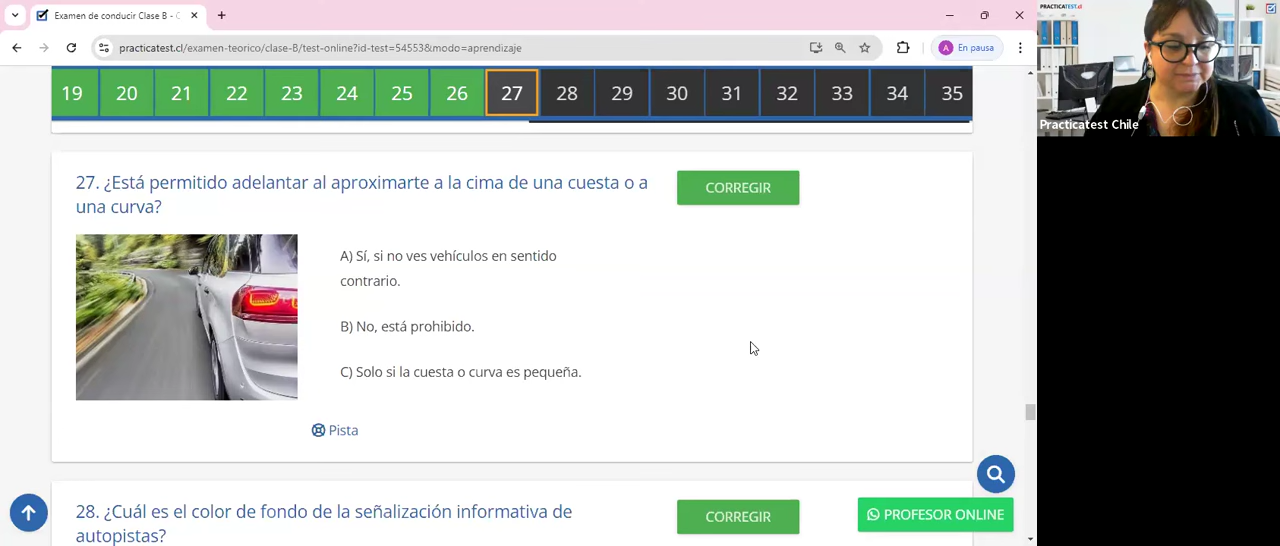 Examen de conducir Clase B - C
practicatest.cl/examen-teorico/clase-B/test-online?id-test=54553&modo=aprendizaje
A
En pausa
PRACTICATEST.cl
Practicatest Chile
19 20 21 22 23 24 25 26 27 28 29 30 31 32 33 34 35
27. ¿Está permitido adelantar al aproximarte a la cima de una cuesta o a
una curva?
CORREGIR
A) Sí, si no ves vehículos en sentido
contrario.
B) No, está prohibido.
C) Solo si la cuesta o curva es pequeña.
Pista
28. ¿Cuál es el color de fondo de la señalización informativa de
autopistas?
CORREGIR
PROFESOR ONLINE